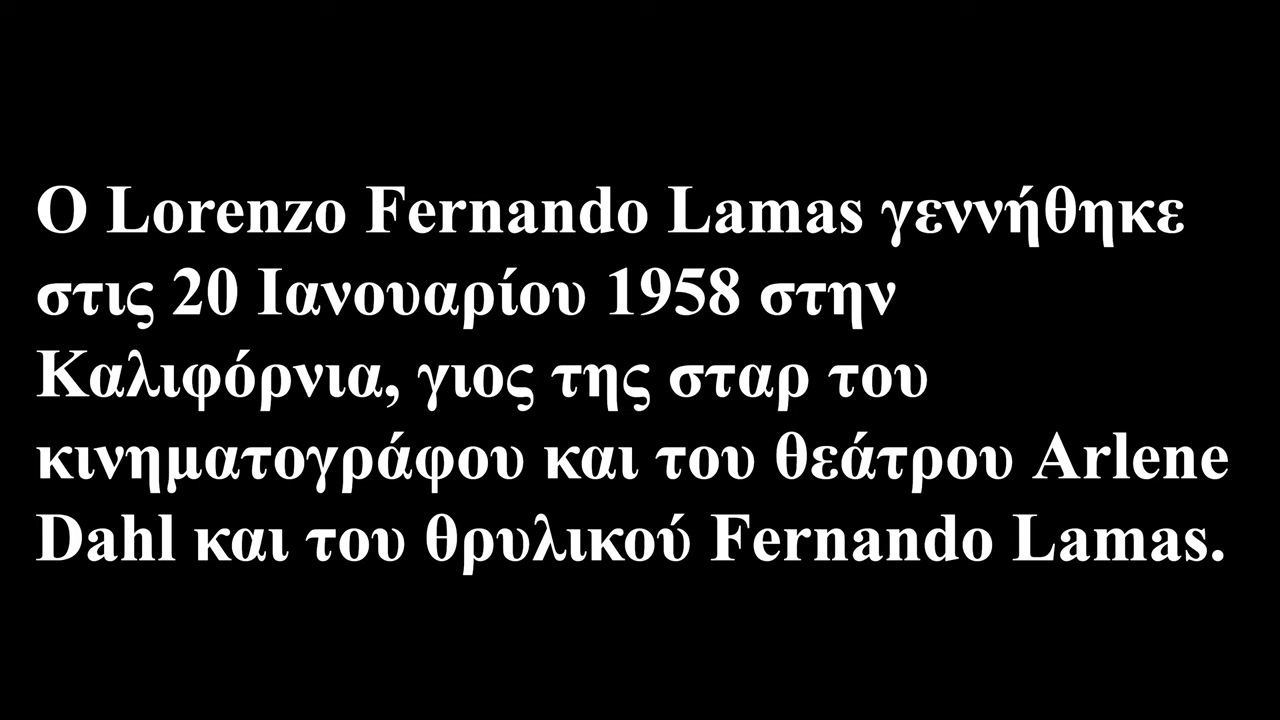 Ο Lorenzo Fernando Lamas γεννήθηκε
στις 20 Ιανουαρίου 1958 στην
Καλιφόρνια, γιος της σταρ του
κινηματογράφου και του θεάτρου Arlene
Dahl και του θρυλικού Fernando Lamas.